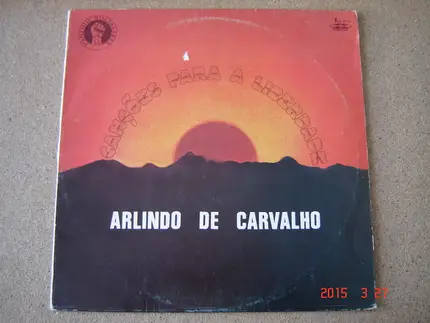 CANÇÕES PARA A LIBERDADE
ARLINDO DE CARVALHO
2015 3 27